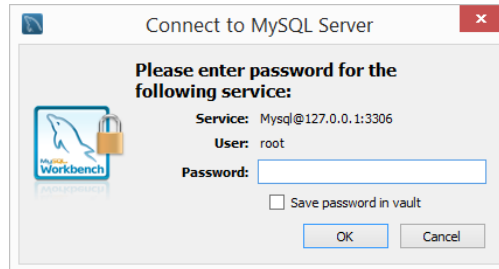 Connect to MySQL Server
Please enter password for the
following service:
Service: Mysql@127.0.0.1:3306
User: root
Password:
MySQL
Workbench
Save password in vault
OK Cancel